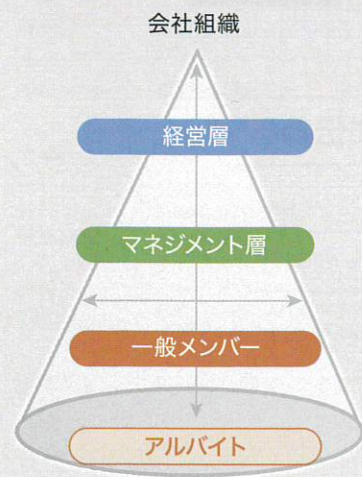 会社組織
経営層
マネジメント層
一般メンバー
アルバイト